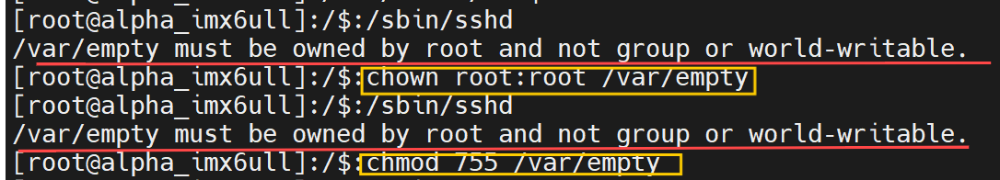 [root@alpha_imx6ull]:/$:/sbin/sshd
/var/empty must be owned by root and not group or world-writable.
[root@alpha_imx6ull]:/$:chown root:root /var/empty
[root@alpha_imx6ull]:/$:/sbin/sshd
/var/empty must be owned by root and not group or world-writable.
[root@alpha_imx6ull]:/$:chmod 755 /var/empty